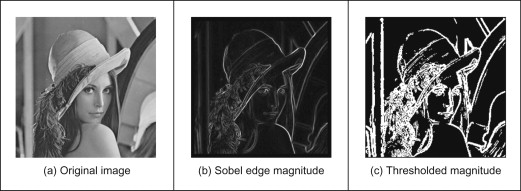 (a) Original image
(b) Sobel edge magnitude
(c) Thresholded magnitude